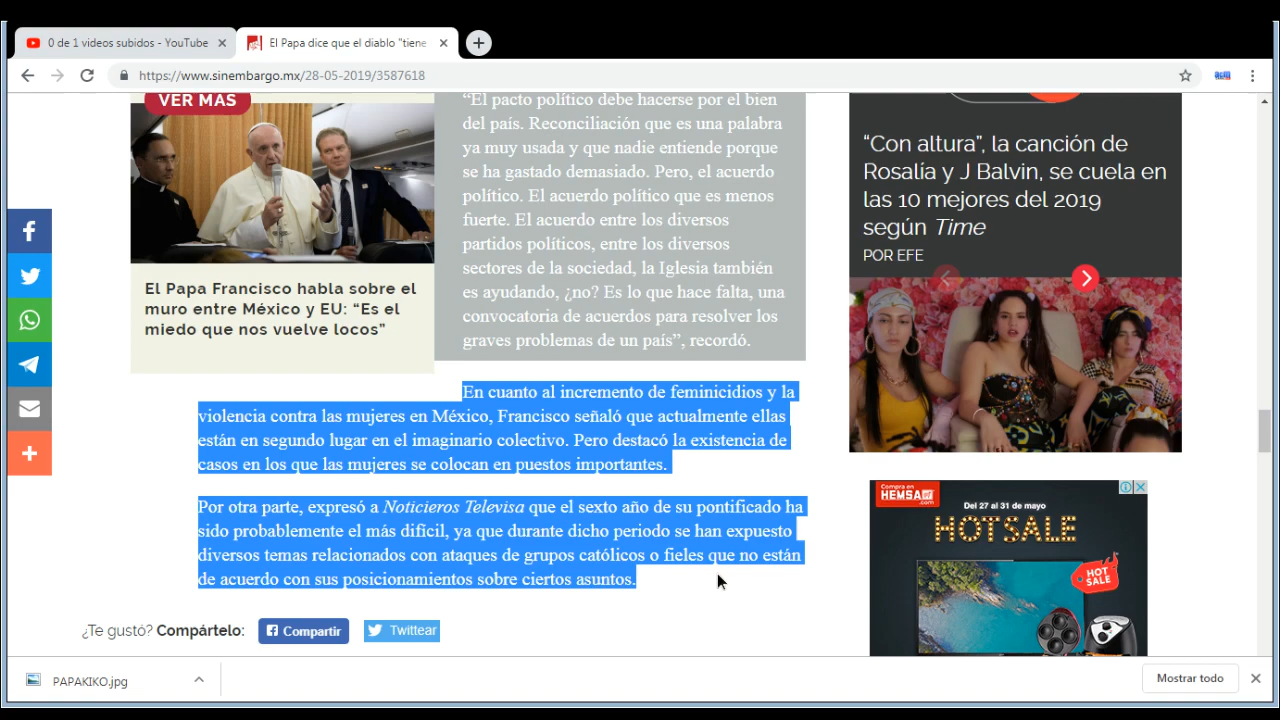 0 de 1 videos subidos - YouTube
El Papa dice que el diablo "tiene
https://www.sinembargo.mx/28-05-2019/3587618
VER MÁS
El Papa Francisco habla sobre el
muro entre México y EU: “Es el
miedo que nos vuelve locos”
“El pacto político debe hacerse por el bien
del país. Reconciliación que es una palabra
ya muy usada y que nadie entiende porque
se ha gastado demasiado. Pero, el acuerdo
político. El acuerdo político que es menos
fuerte. El acuerdo entre los diversos
partidos políticos, entre los diversos
sectores de la sociedad, la Iglesia también
es ayudando, ¿no? Es lo que hace falta, una
convocatoria de acuerdos para resolver los
graves problemas de un país”, recordó.
En cuanto al incremento de feminicidios y la
violencia contra las mujeres en México, Francisco señaló que actualmente ellas
están en segundo lugar en el imaginario colectivo. Pero destacó la existencia de
casos en los que las mujeres se colocan en puestos importantes.
Por otra parte, expresó a Noticieros Televisa que el sexto año de su pontificado ha
sido probablemente el más difícil, ya que durante dicho periodo se han expuesto
diversos temas relacionados con ataques de grupos católicos o fieles que no están
de acuerdo con sus posicionamientos sobre ciertos asuntos.
¿Te gustó? Compártelo:
Compartir
Twittear
“Con altura”, la canción de
Rosalía y J Balvin, se cuela en
las 10 mejores del 2019
según Time
POR EFE
Compra en
HEMSA
Del 27 al 31 de mayo
HOT SALE
HOT
SALE
PAPAKIKO.jpg
Mostrar todo